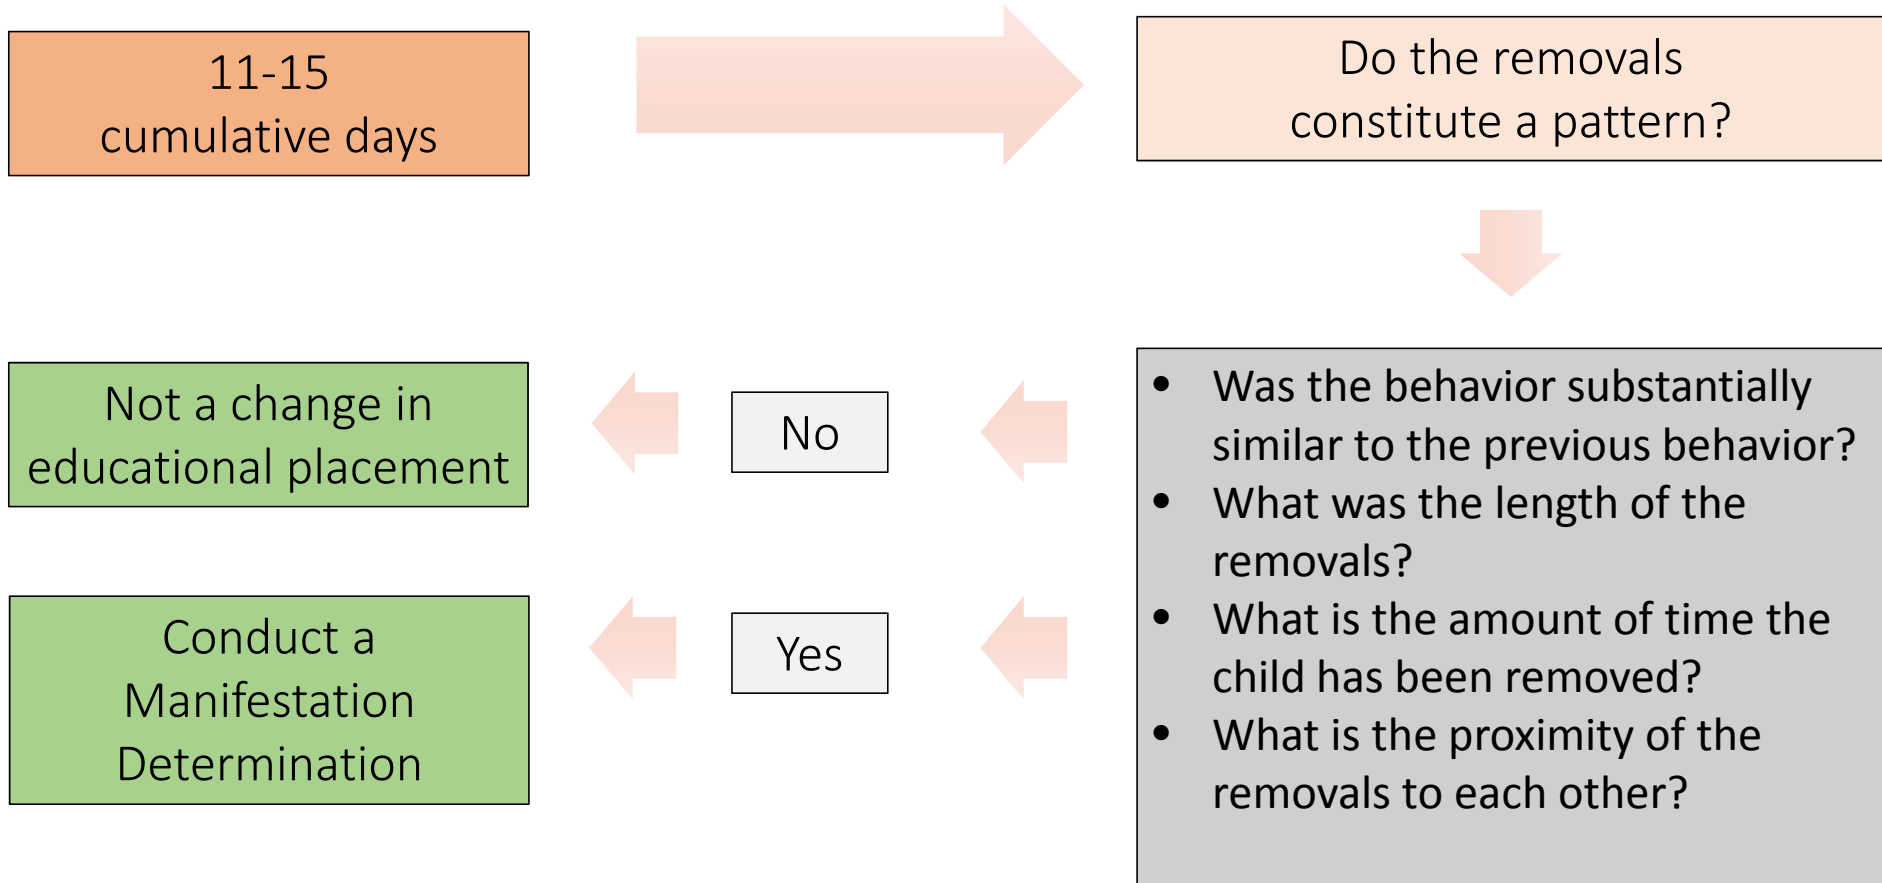 11-15
cumulative days
Do the removals
constitute a pattern?
• Was the behavior substantially
similar to the previous behavior?
• What was the length of the
removals?
• What is the amount of time the
child has been removed?
• What is the proximity of the
removals to each other?
No
Not a change in
educational placement
Yes
Conduct a
Manifestation
Determination